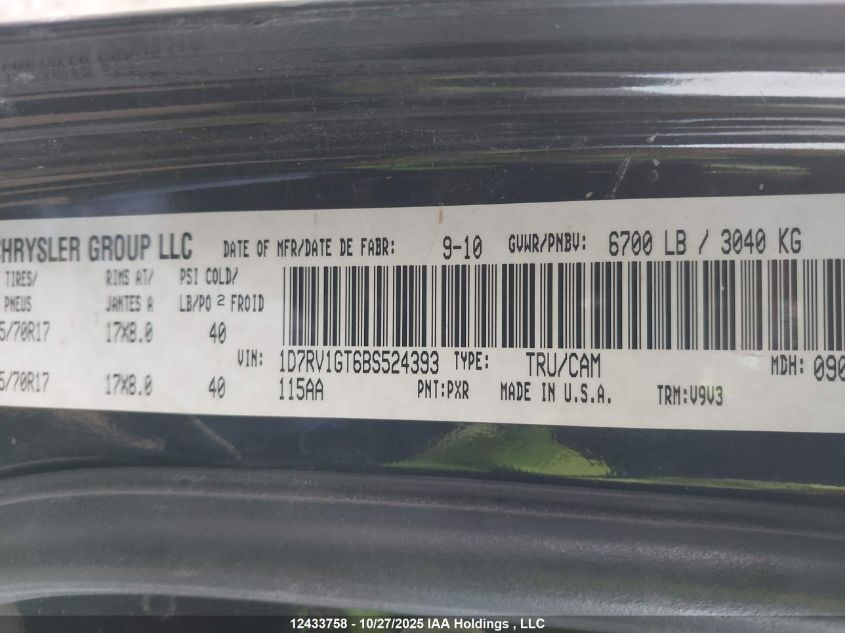 CHRYSLER GROUP LLC DATE OF MFR/DATE DE FABR: 9-10 GVWR/PNBV: 6700 LB / 3040 KG
TIRES/ RIMS AT/ PSI COLD/
PNEUS JANTES A LB/PO 2 FROID
5/70R17 17X8.0 40
VIN: 1D7RV1GT6BS524393 TYPE: TRU/CAM MDH: 090
5/70R17 17X8.0 40 115AA PNT:PXR MADE IN U.S.A. TRM:V9V3
12433758 - 10/27/2025 IAA Holdings , LLC